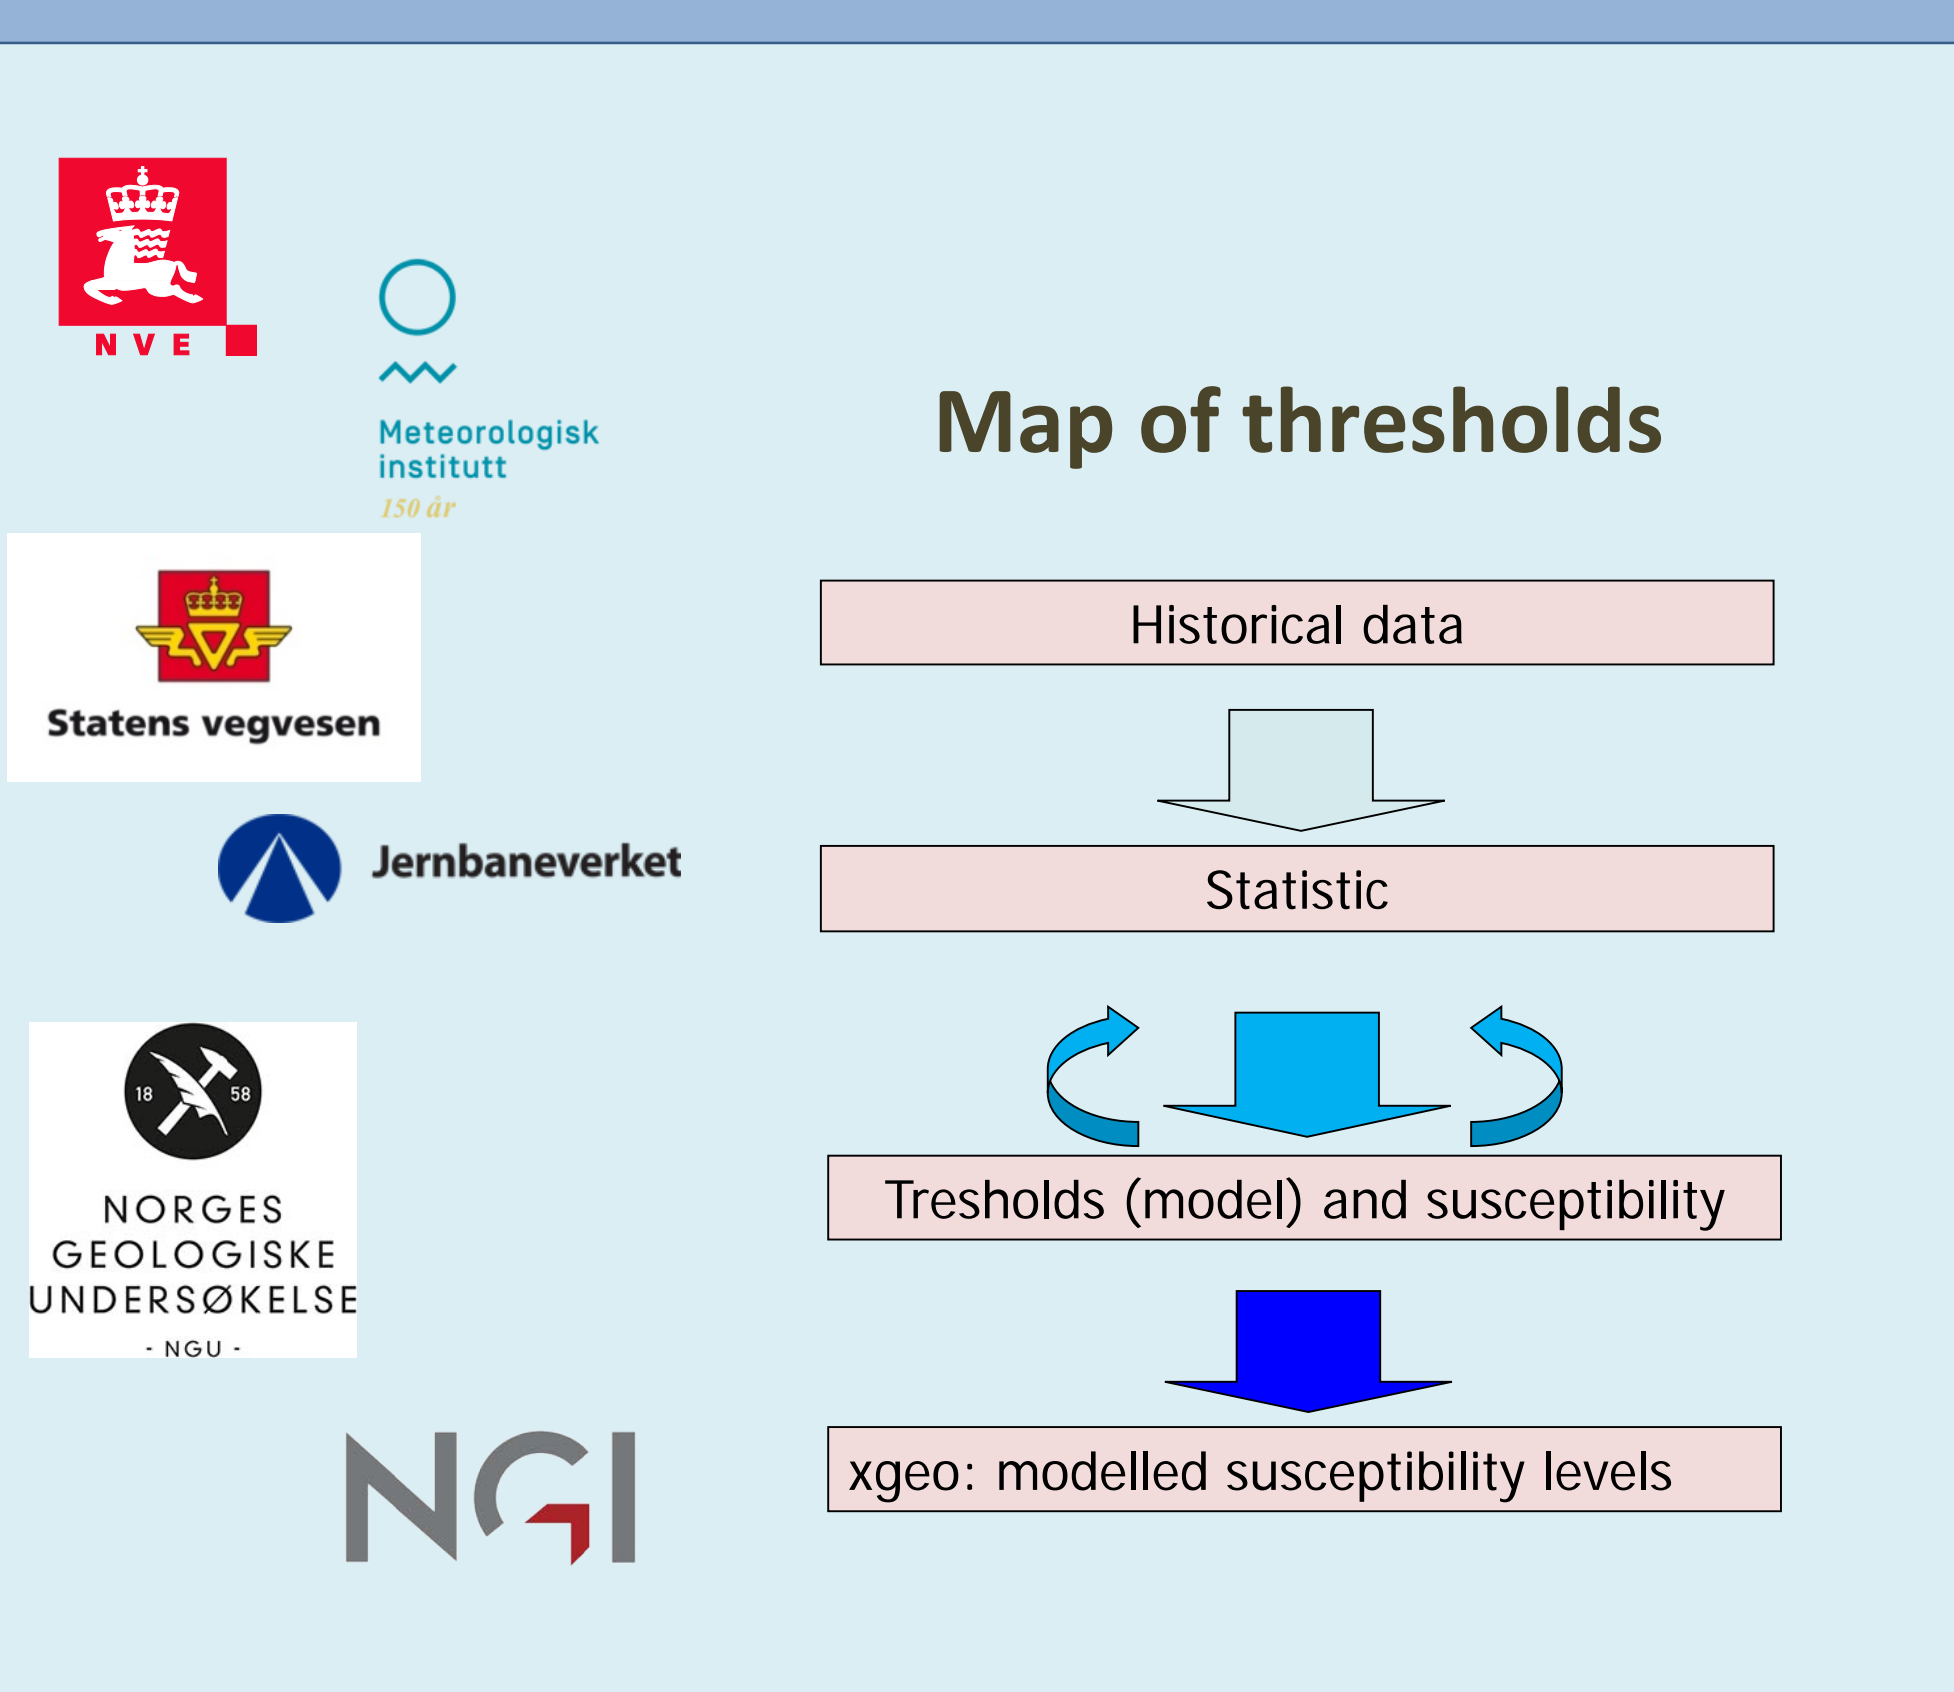 NVE
Meteorologisk
institutt
150 år
Map of thresholds
Statens vegvesen
Historical data
Jernbaneverket
Statistic
18 58
NORGES
GEOLOGISKE
UNDERSØKELSE
- NGU -
Tresholds (model) and susceptibility
NGI
xgeo: modelled susceptibility levels